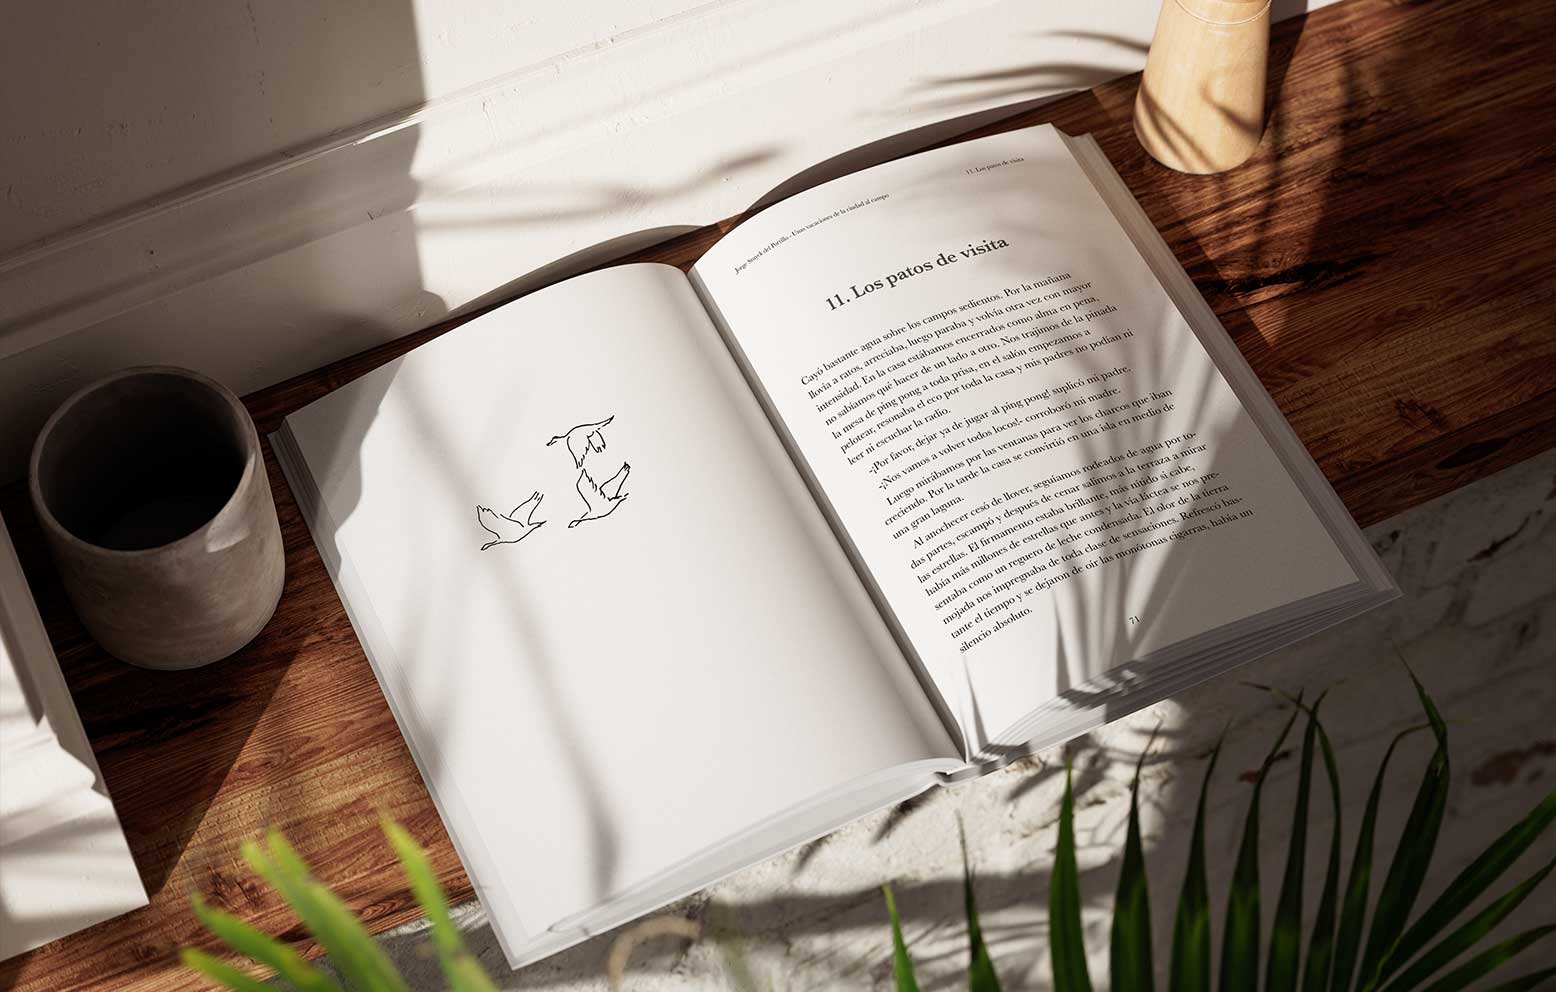 Jorge Stuyck del Portillo - Unas vacaciones de la ciudad al campo
11. Los patos de visita
11. Los patos de visita
Cayó bastante agua sobre los campos sedientos. Por la mañana
llovía a ratos, arreciaba, luego paraba y volvía otra vez con mayor
intensidad. En la casa estábamos encerrados como alma en pena,
no sabíamos qué hacer de un lado a otro. Nos trajimos de la pinada
la mesa de ping pong a toda prisa, en el salón empezamos a
pelotear, resonaba el eco por toda la casa y mis padres no podían ni
leer ni escuchar la radio.
-¡Por favor, dejar ya de jugar al ping pong! suplicó mi padre.
-¡Nos vamos a volver todos locos!- corroboró mi madre.
Luego mirábamos por las ventanas para ver los charcos que iban
creciendo. Por la tarde la casa se convirtió en una isla en medio de
una gran laguna.
Al anochecer cesó de llover, seguíamos rodeados de agua por to-
das partes, escampó y después de cenar salimos a la terraza a mirar
las estrellas. El firmamento estaba brillante, más nítido si cabe,
había más millones de estrellas que antes y la vía láctea se nos pre-
sentaba como un reguero de leche condensada. El olor de la tierra
mojada nos impregnaba de toda clase de sensaciones. Refrescó bas-
tante el tiempo y se dejaron de oír las monótonas cigarras, había un
silencio absoluto.
71